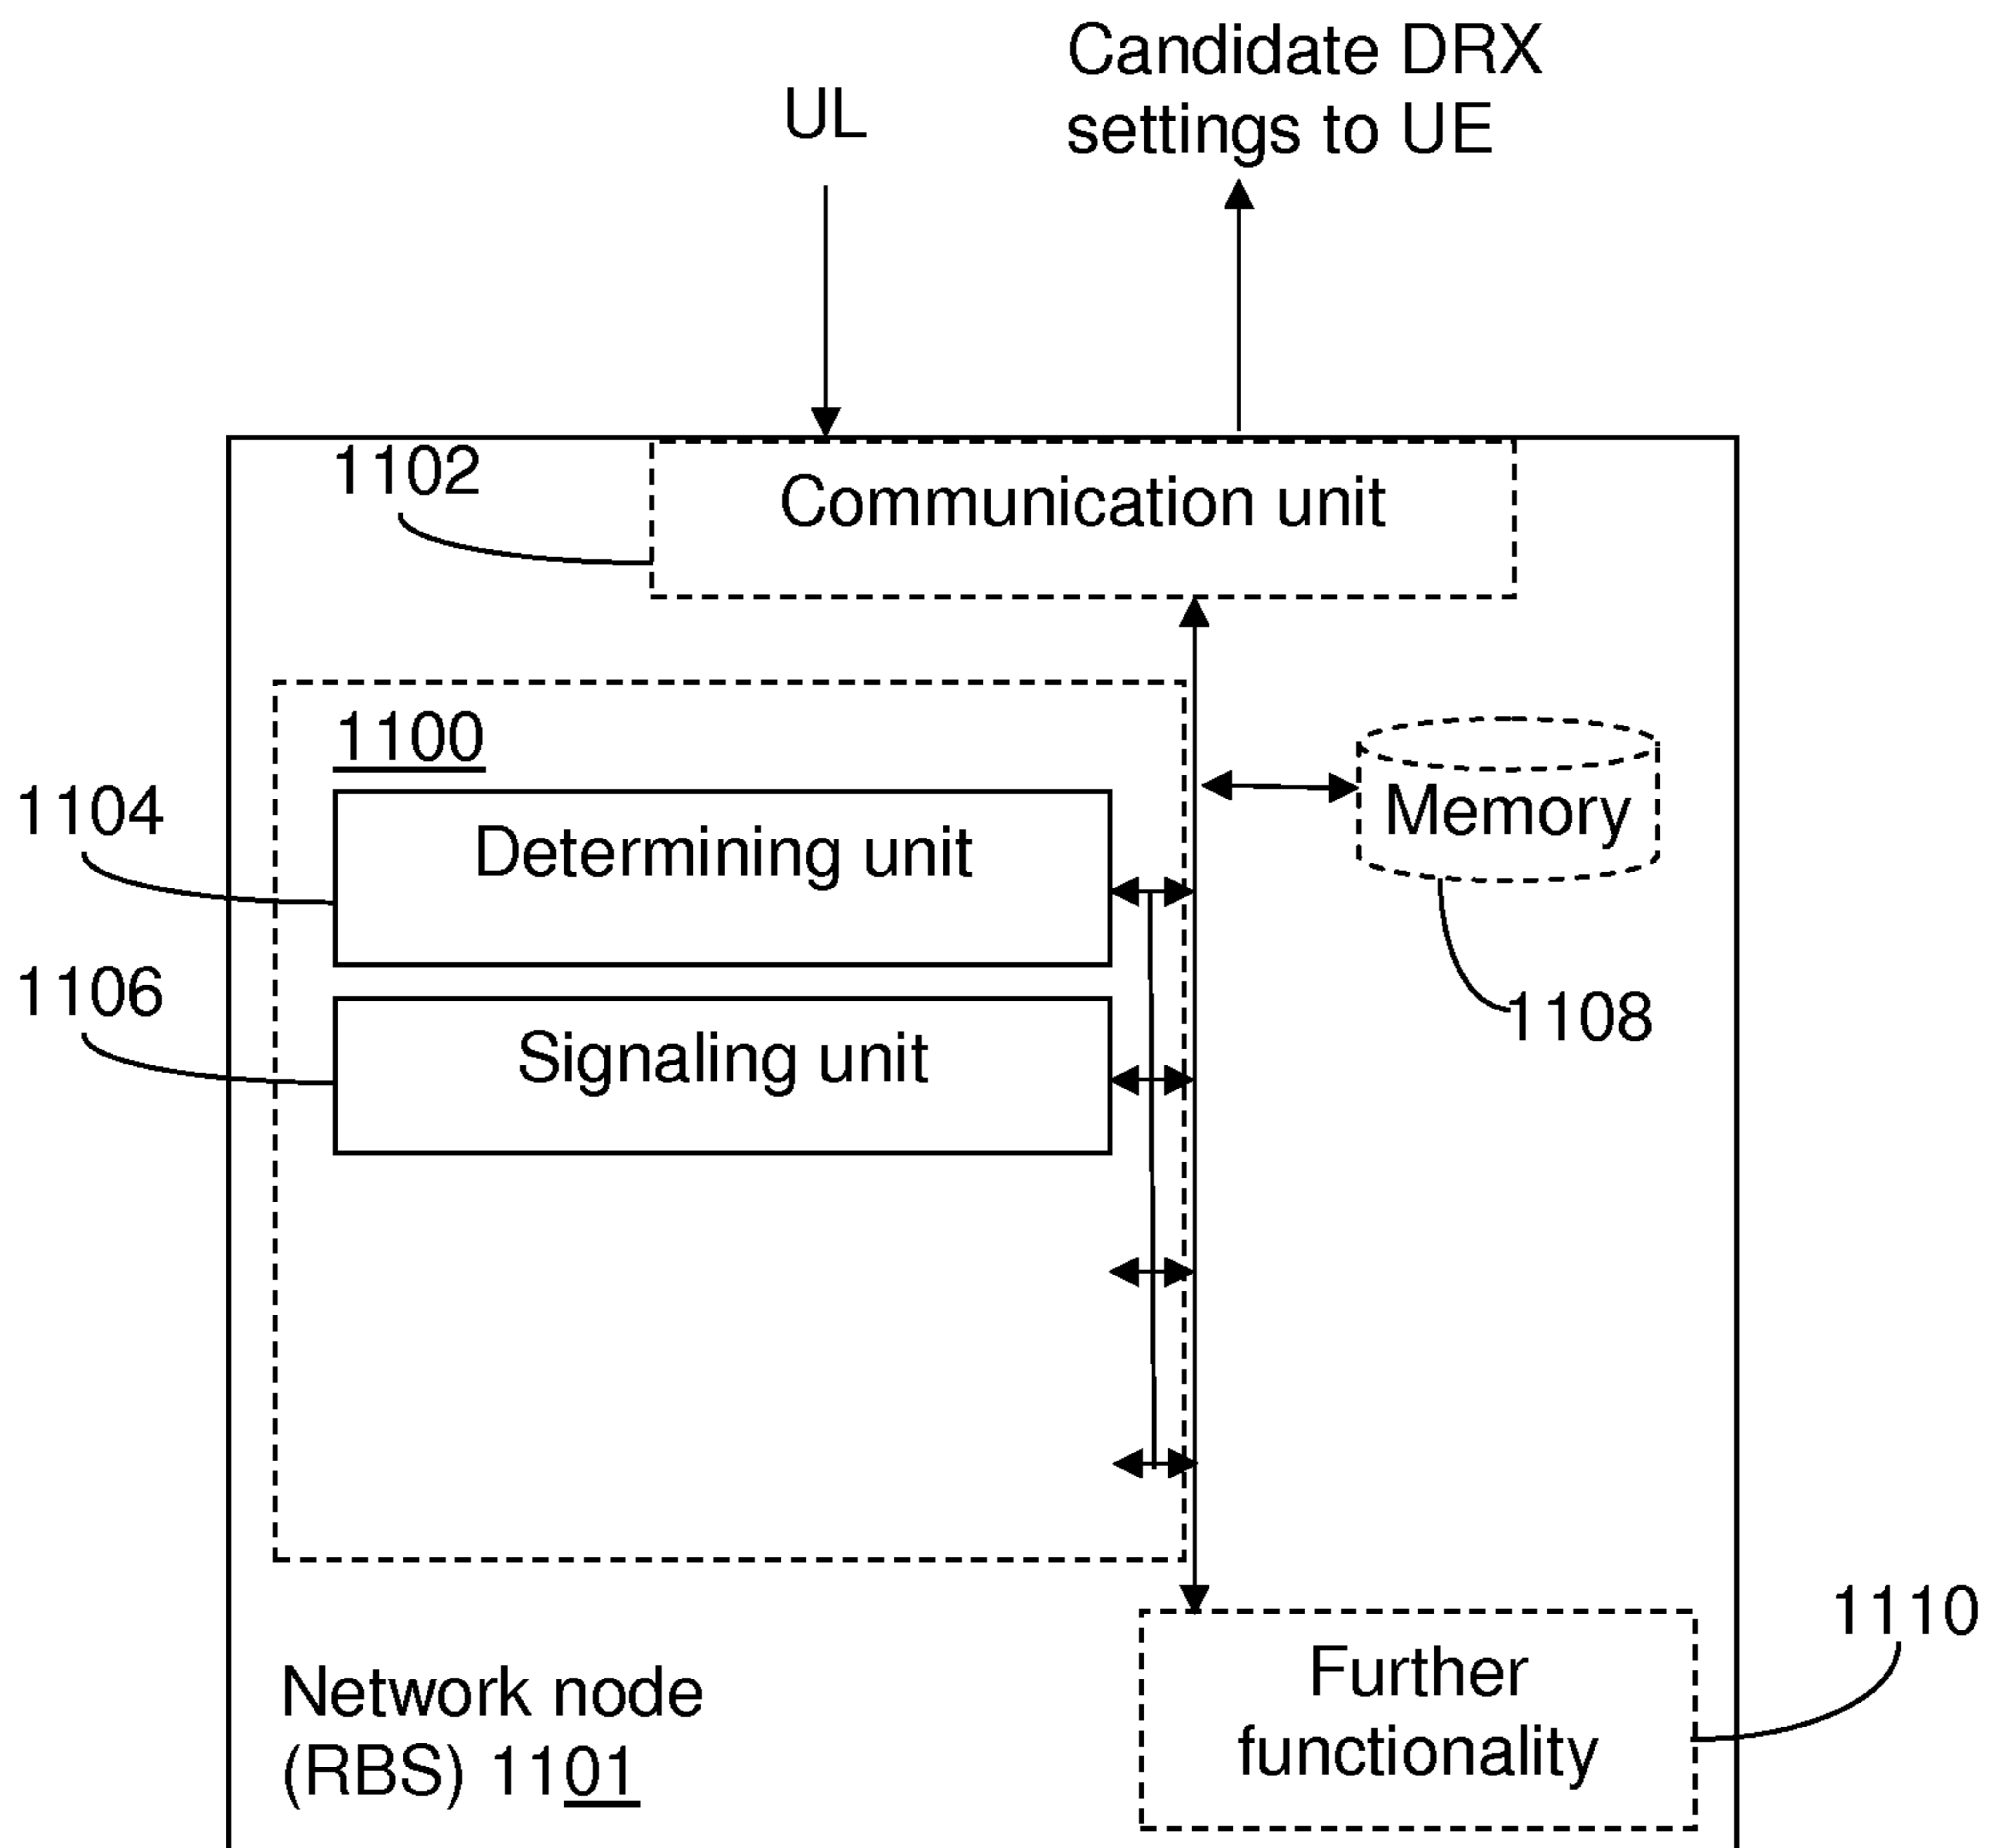 Candidate DRX
settings to UE
UL
1102
Communication unit
1100
1104
Determining unit
Memory
1106
Signaling unit
1108
1110
Further
functionality
Network node
(RBS) 1101